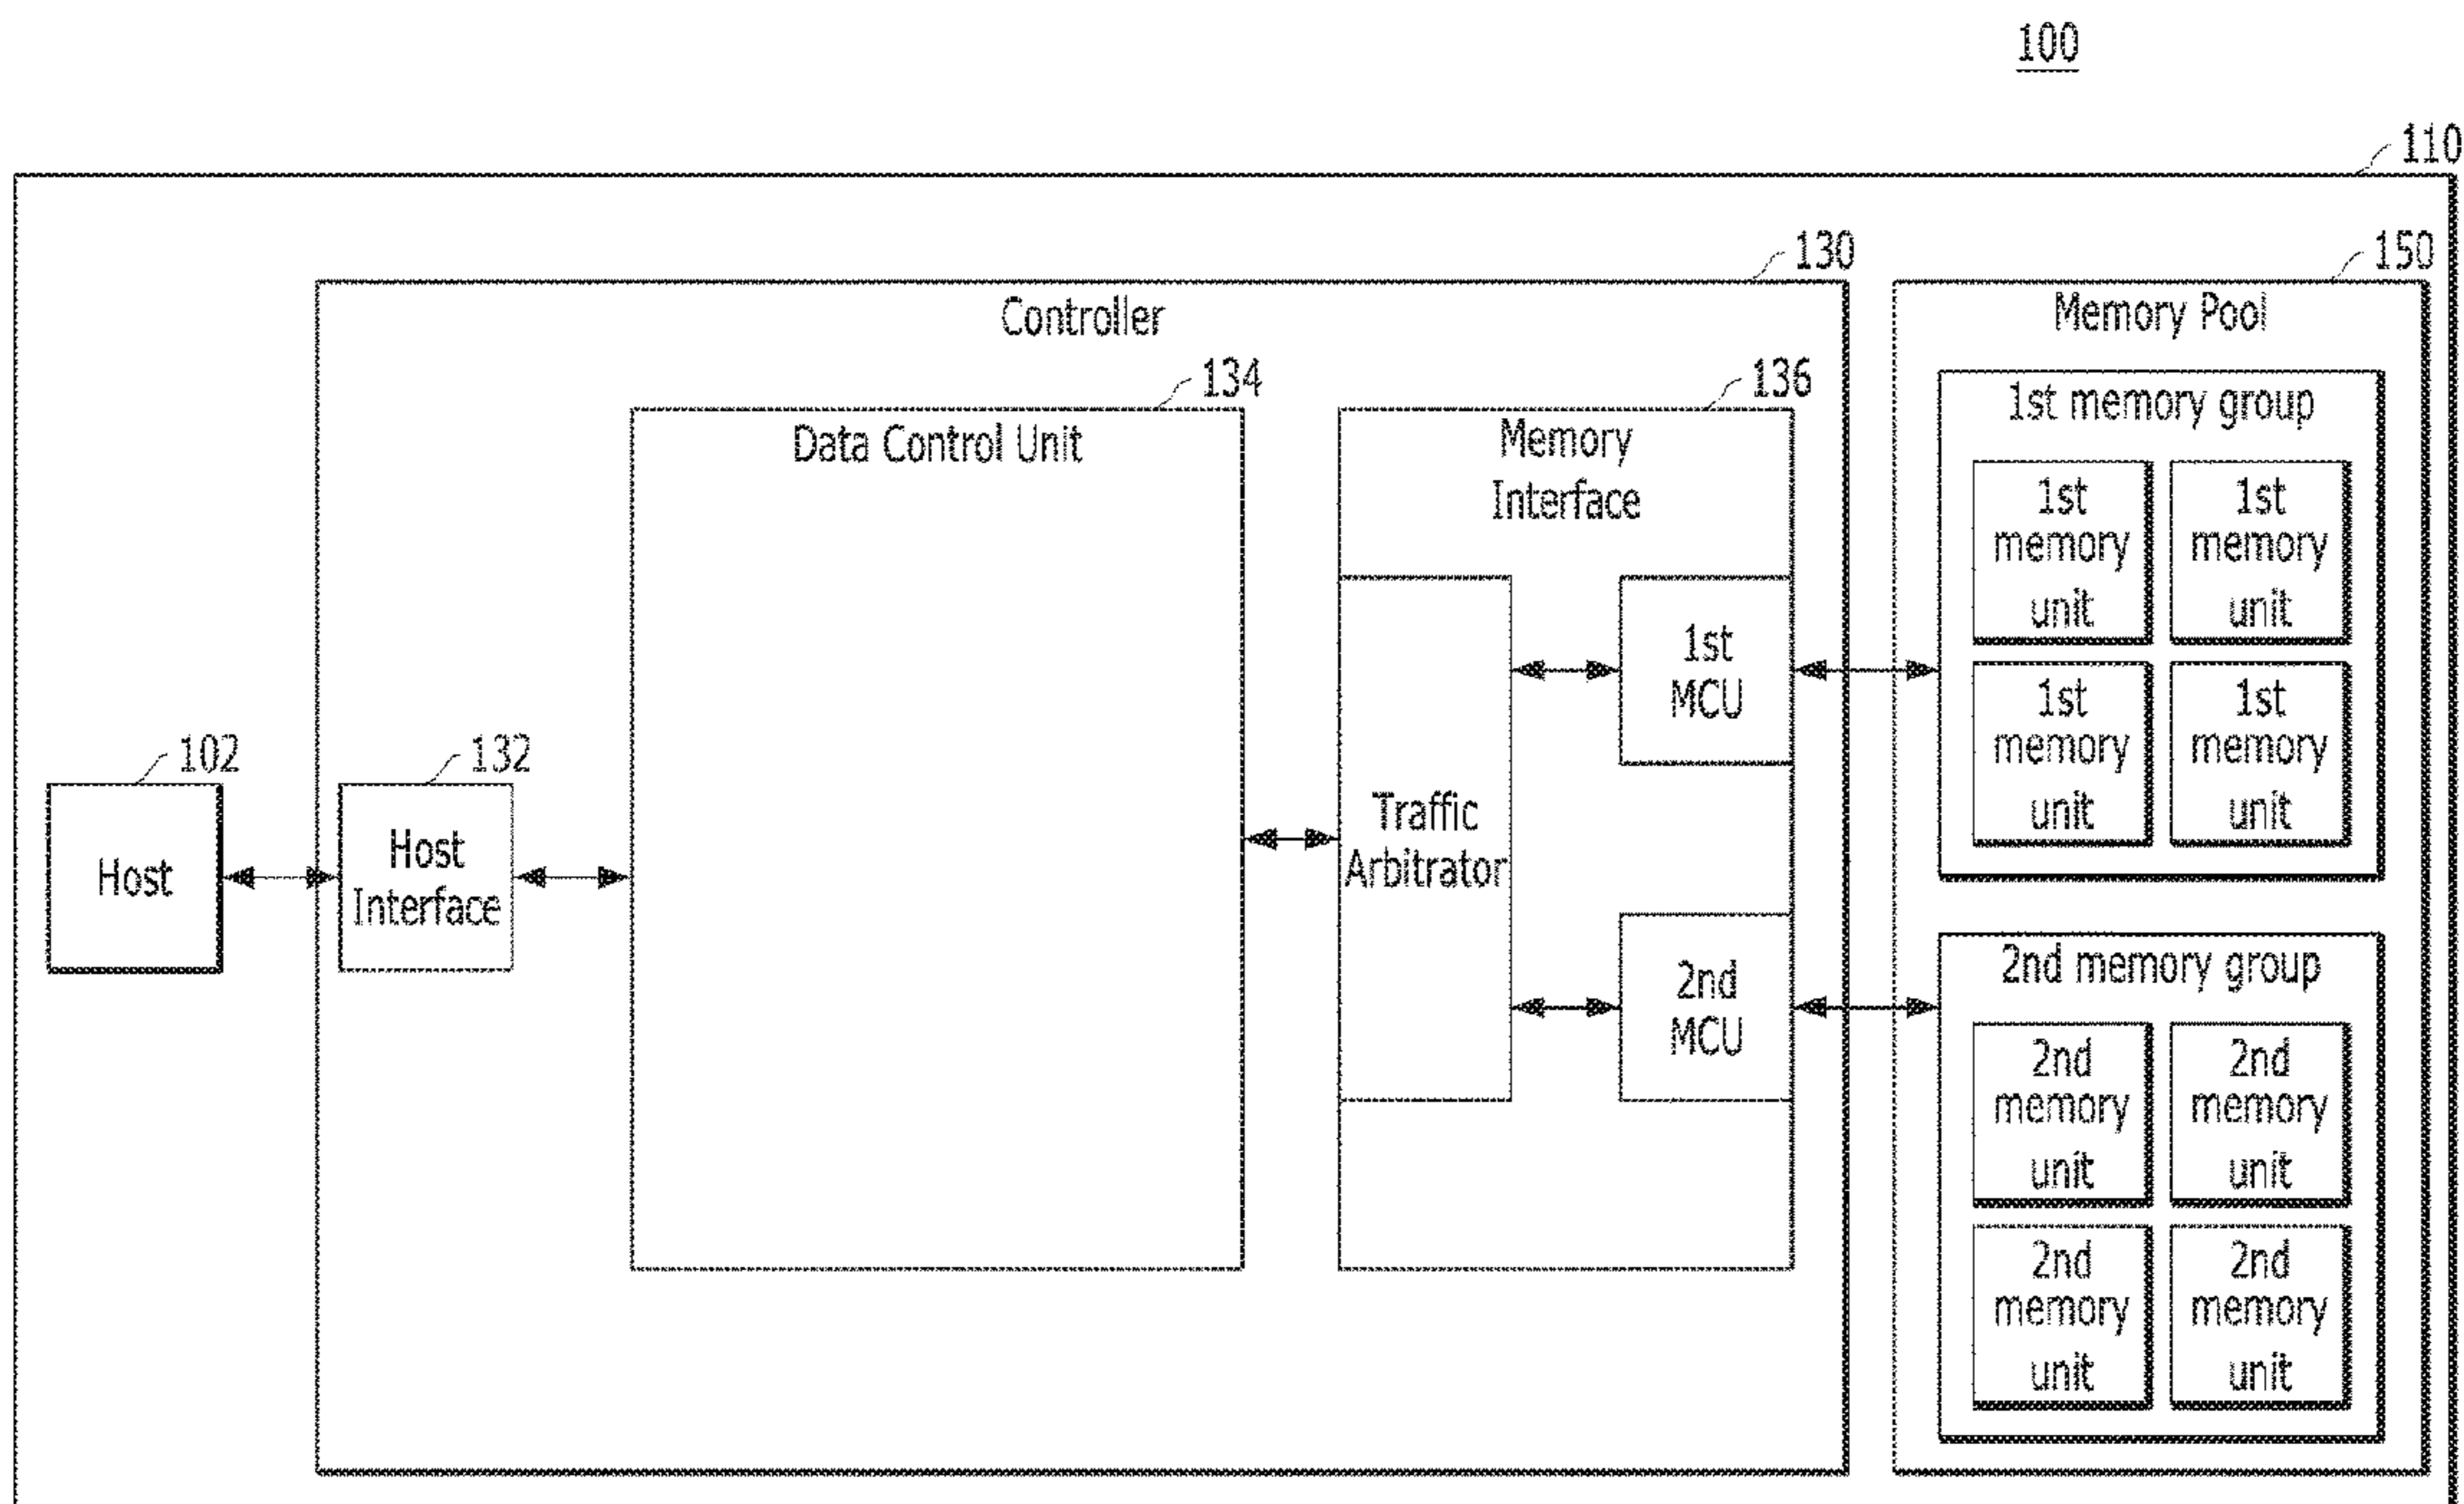 100
110
130
150
Controller
Memory Pool
134
136
1st memory group
Data Control Unit
Memory
Interface
1st
memory
unit
1st
memory
unit
1st
MCU
1st
memory
unit
1st
memory
unit
102
132
Host
Host
Interface
Traffic
Arbitrator
2nd memory group
2nd
MCU
2nd
memory
unit
2nd
memory
unit
2nd
memory
unit
2nd
memory
unit